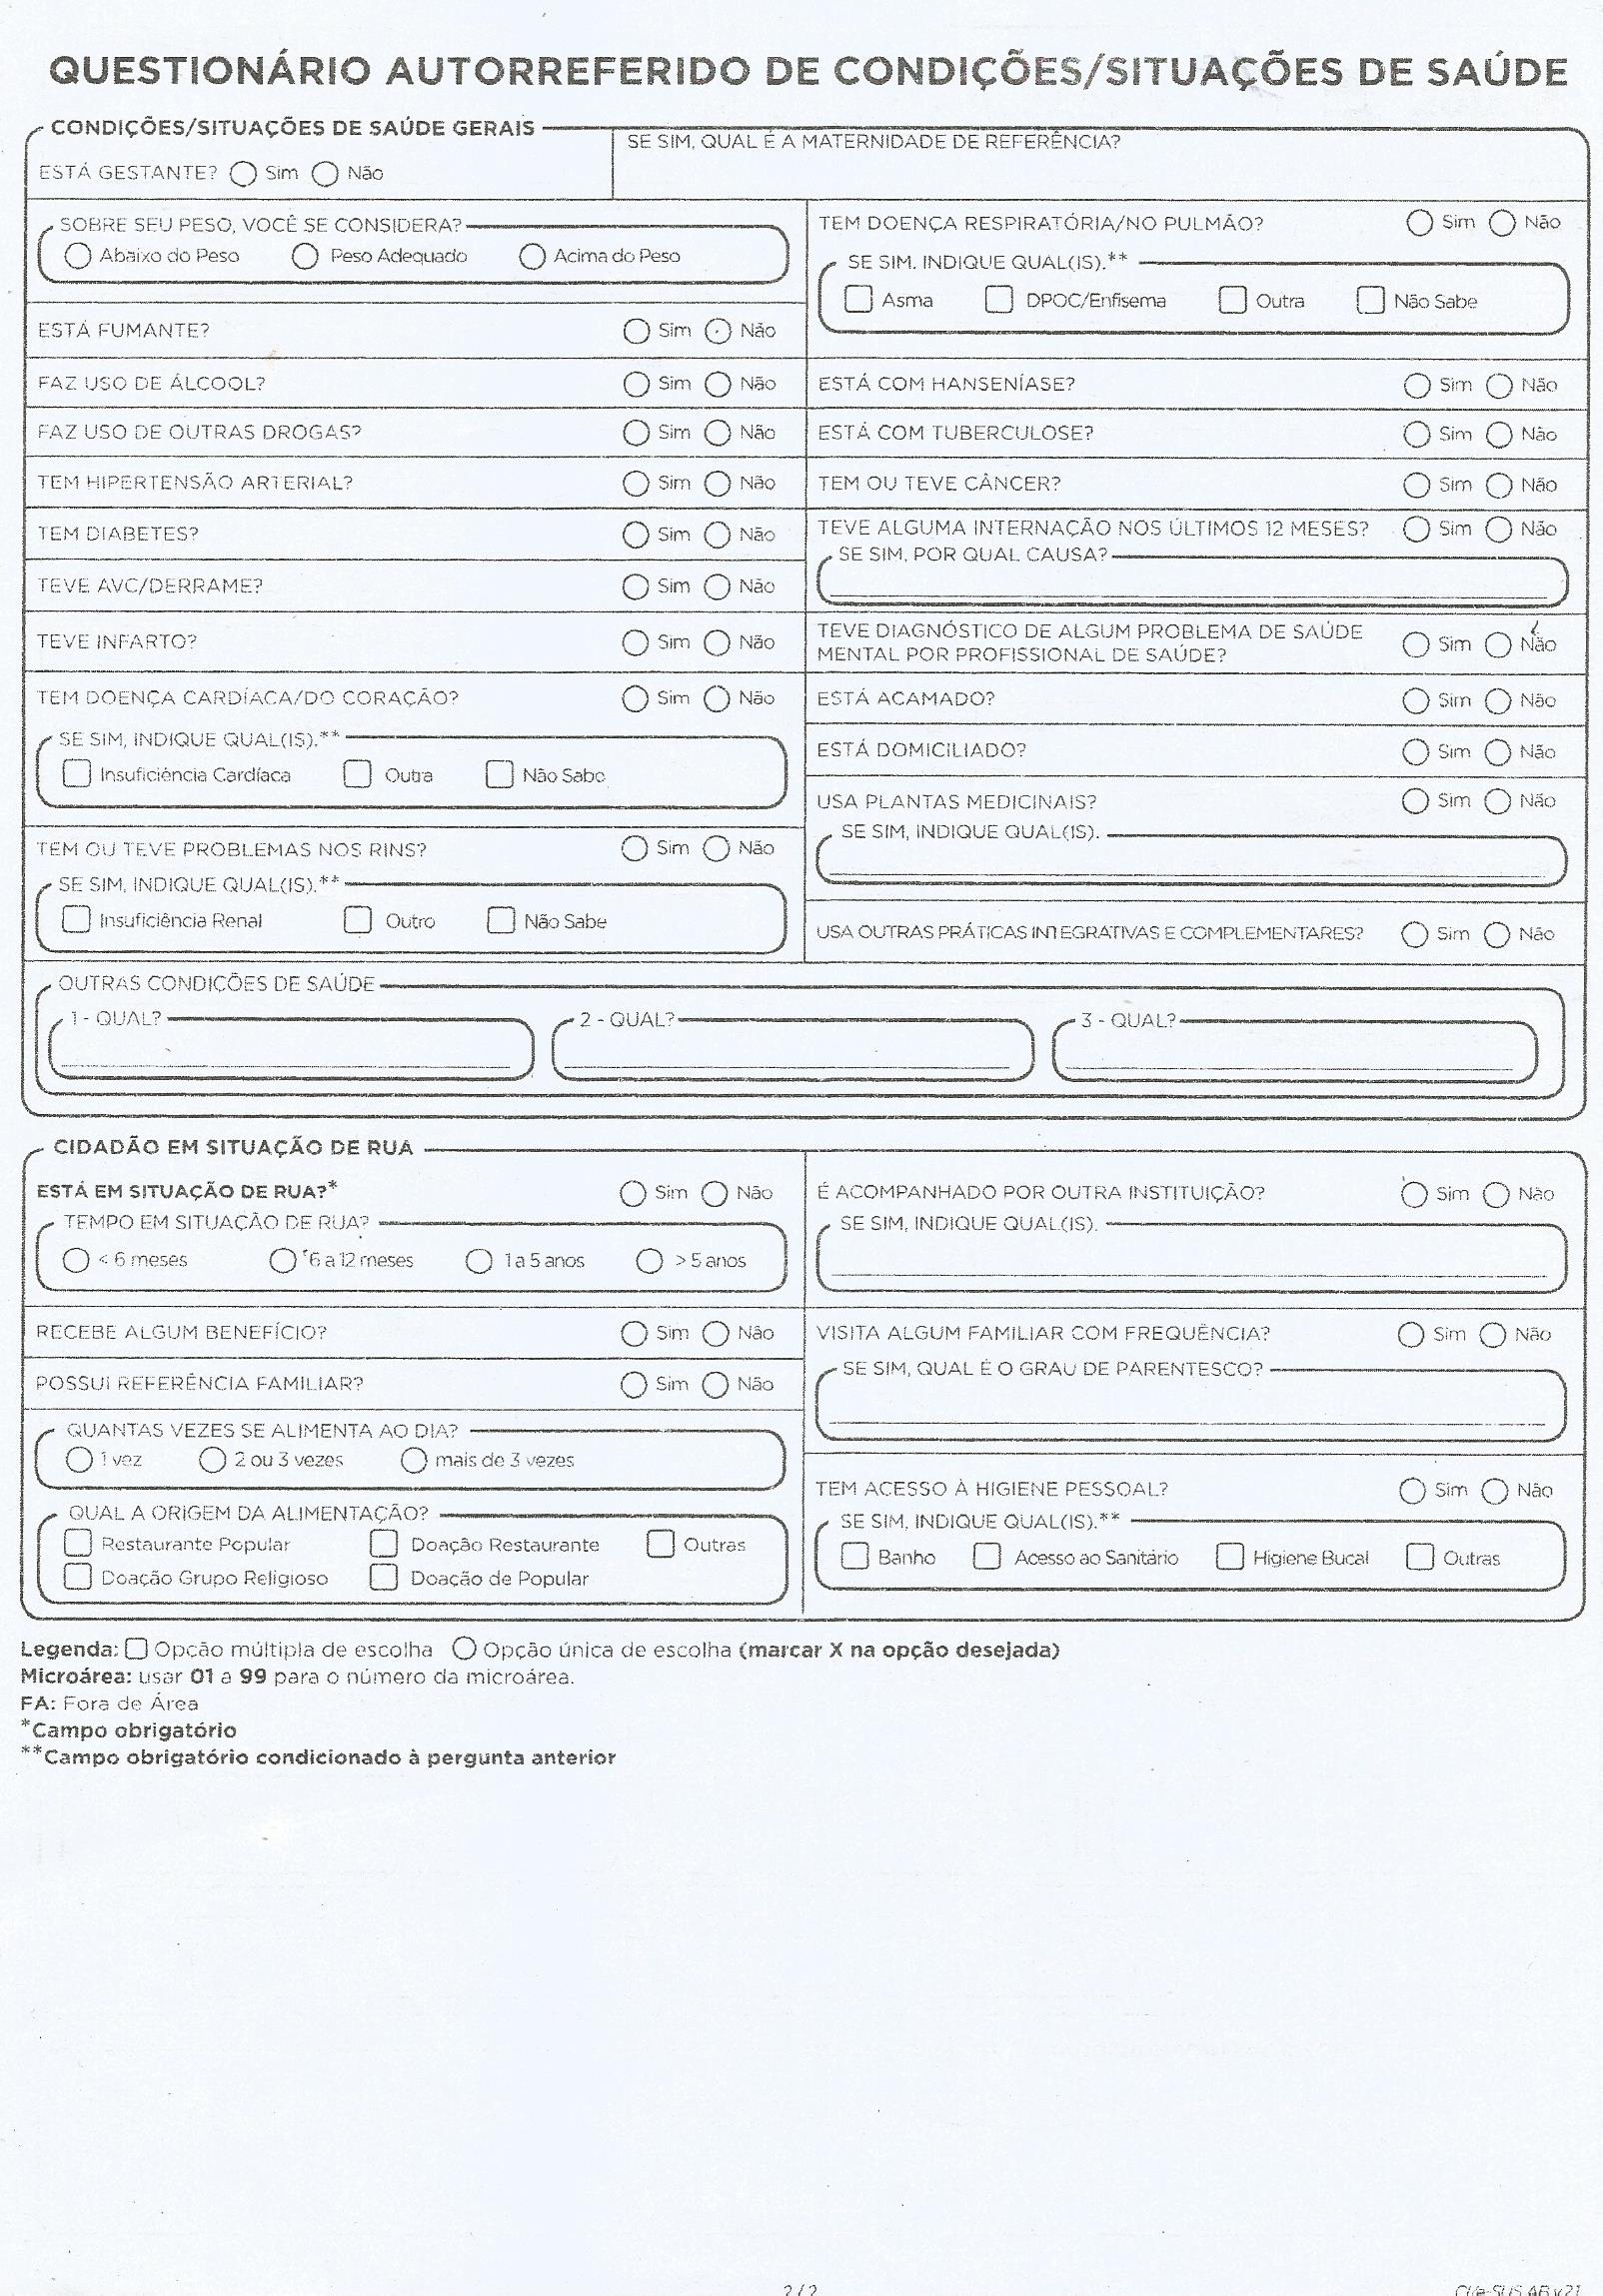 QUESTIONÁRIO AUTORREFERIDO DE CONDIÇÕES/SITUAÇÕES DE SAÚDE
CONDIÇÕES/SITUAÇÕES DE SAÚDE GERAIS
ESTÁ GESTANTE? Sim Não
SE SIM, QUAL É A MATERNIDADE DE REFERÊNCIA?
SOBRE SEU PESO, VOCÊ SE CONSIDERA?
Abaixo do Peso Peso Adequado Acima do Peso
ESTÁ FUMANTE? Sim Não
FAZ USO DE ÁLCOOL? Sim Não
FAZ USO DE OUTRAS DROGAS? Sim Não
TEM HIPERTENSÃO ARTERIAL? Sim Não
TEM DIABETES? Sim Não
TEVE AVC/DERRAME? Sim Não
TEVE INFARTO? Sim Não
TEM DOENÇA CARDÍACA/DO CORAÇÃO? Sim Não
SE SIM, INDIQUE QUAL(IS).**
Insuficiência Cardíaca Outra Não Sabe
TEM OU TEVE PROBLEMAS NOS RINS? Sim Não
SE SIM, INDIQUE QUAL(IS).**
Insuficiência Renal Outro Não Sabe
TEM DOENÇA RESPIRATÓRIA/NO PULMÃO? Sim Não
SE SIM. INDIQUE QUAL(IS).**
Asma DPOC/Enfisema Outra Não Sabe
ESTÁ COM HANSENÍASE? Sim Não
ESTÁ COM TUBERCULOSE? Sim Não
TEM OU TEVE CÂNCER? Sim Não
TEVE ALGUMA INTERNAÇÃO NOS ÚLTIMOS 12 MESES? Sim Não
SE SIM, POR QUAL CAUSA?
TEVE DIAGNÓSTICO DE ALGUM PROBLEMA DE SAÚDE
MENTAL POR PROFISSIONAL DE SAÚDE? Sim Não
ESTÁ ACAMADO? Sim Não
ESTÁ DOMICILIADO? Sim Não
USA PLANTAS MEDICINAIS? Sim Não
SE SIM, INDIQUE QUAL(IS).
USA OUTRAS PRÁTICAS INTEGRATIVAS E COMPLEMENTARES? Sim Não
OUTRAS CONDIÇÕES DE SAÚDE
1 - QUAL? 2 - QUAL? 3 - QUAL?
CIDADÃO EM SITUAÇÃO DE RUA
ESTÁ EM SITUAÇÃO DE RUA?* Sim Não
TEMPO EM SITUAÇÃO DE RUA?
< 6 meses 6 a 12 meses 1 a 5 anos > 5 anos
RECEBE ALGUM BENEFÍCIO? Sim Não
POSSUI REFERÊNCIA FAMILIAR? Sim Não
QUANTAS VEZES SE ALIMENTA AO DIA?
1 vez 2 ou 3 vezes mais de 3 vezes
QUAL A ORIGEM DA ALIMENTAÇÃO?
Restaurante Popular Doação Restaurante Outras
Doação Grupo Religioso Doação de Popular
É ACOMPANHADO POR OUTRA INSTITUIÇÃO? Sim Não
SE SIM, INDIQUE QUAL(IS).
VISITA ALGUM FAMILIAR COM FREQUÊNCIA? Sim Não
SE SIM, QUAL É O GRAU DE PARENTESCO?
TEM ACESSO À HIGIENE PESSOAL? Sim Não
SE SIM, INDIQUE QUAL(IS).**
Banho Acesso ao Sanitário Higiene Bucal Outras
Legenda: Opção múltipla de escolha Opção única de escolha (marcar X na opção desejada)
Microárea: usar 01 a 99 para o número da microárea.
FA: Fora de Área
*Campo obrigatório
**Campo obrigatório condicionado à pergunta anterior
2/2